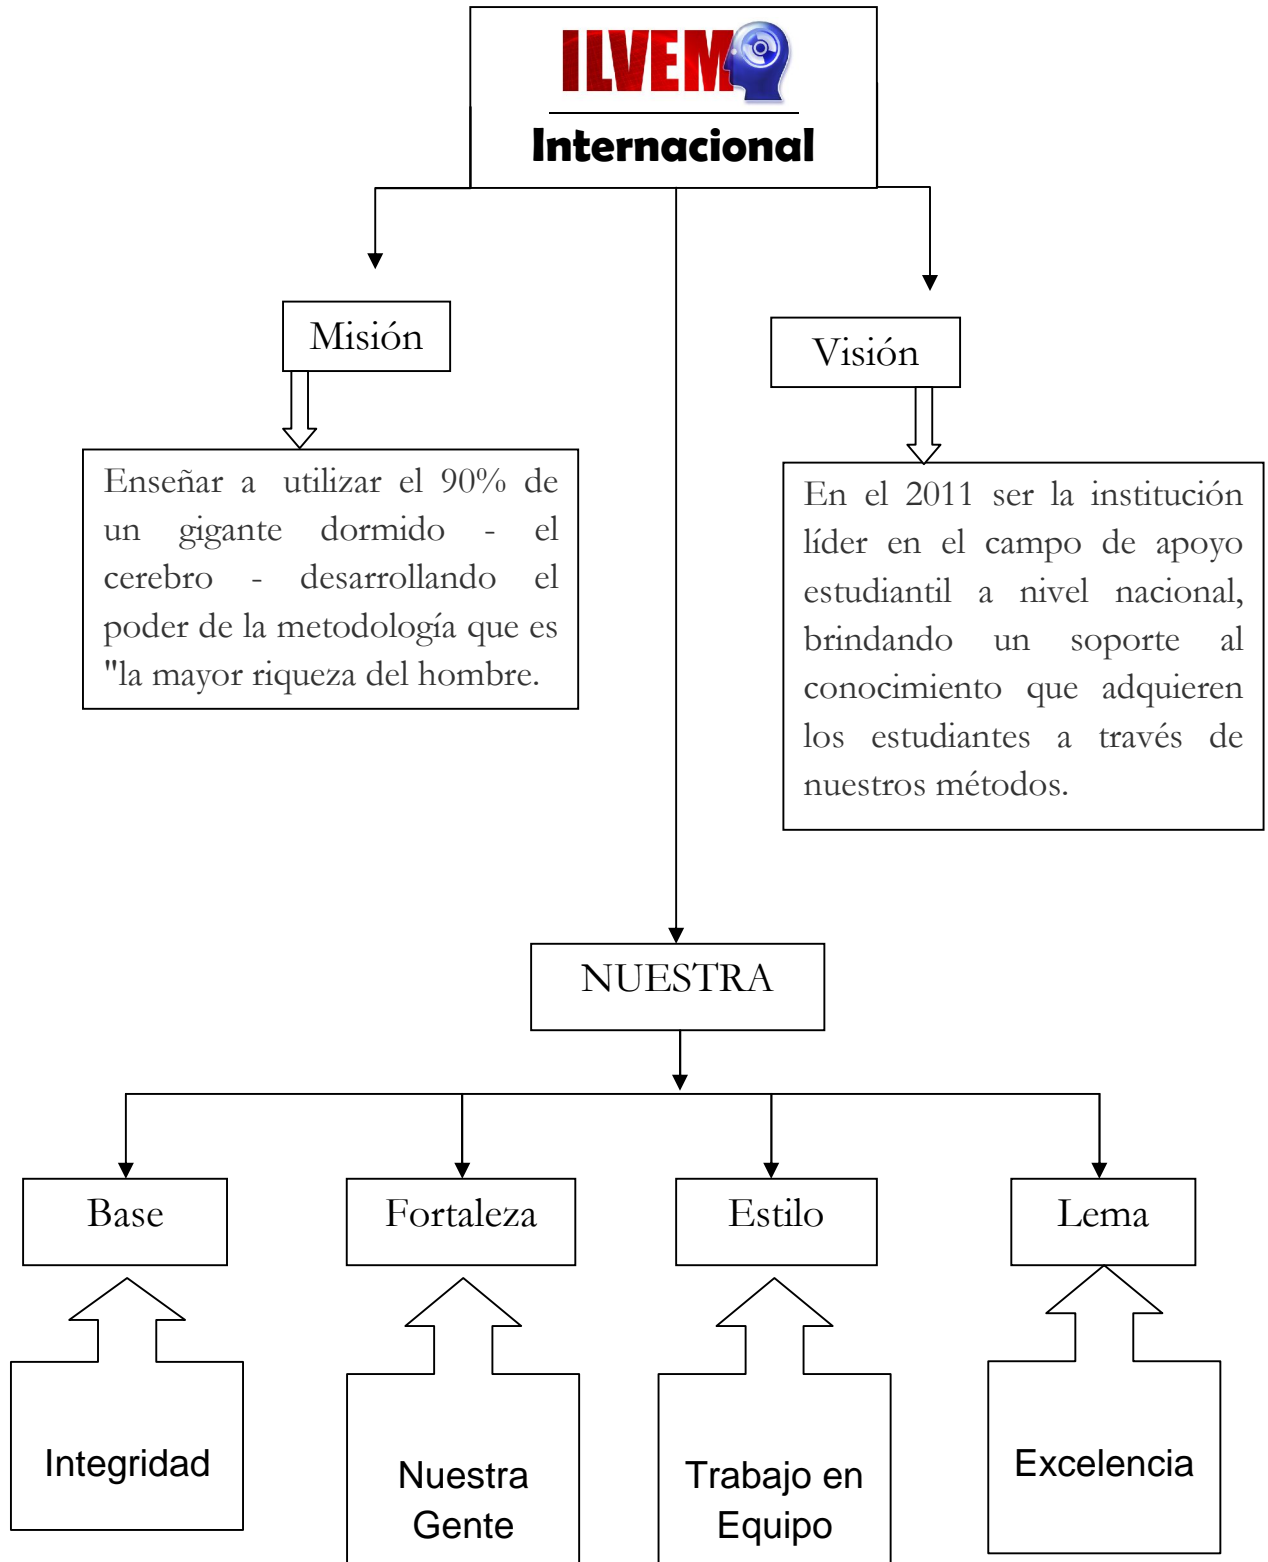 ILVEM
Internacional
Misión
Enseñar a utilizar el 90% de
un gigante dormido - el
cerebro - desarrollando el
poder de la metodología que es
"la mayor riqueza del hombre.
Visión
En el 2011 ser la institución
líder en el campo de apoyo
estudiantil a nivel nacional,
brindando un soporte al
conocimiento que adquieren
los estudiantes a través de
nuestros métodos.
NUESTRA
Base
Fortaleza
Estilo
Lema
Integridad
Nuestra
Gente
Trabajo en
Equipo
Excelencia